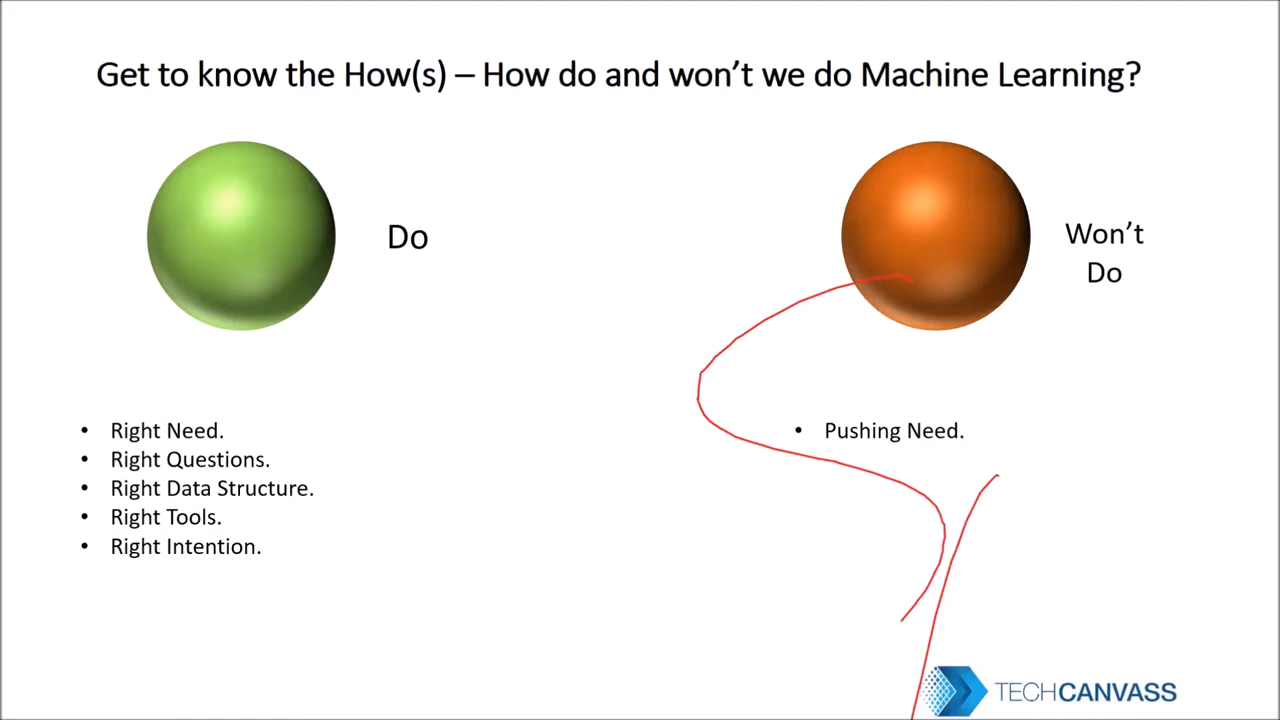 Get to know the How(s) – How do and won't we do Machine Learning?
Do
Won't
Do
• Right Need.
• Right Questions.
• Right Data Structure.
• Right Tools.
• Right Intention.
• Pushing Need.
TECHCANVASS